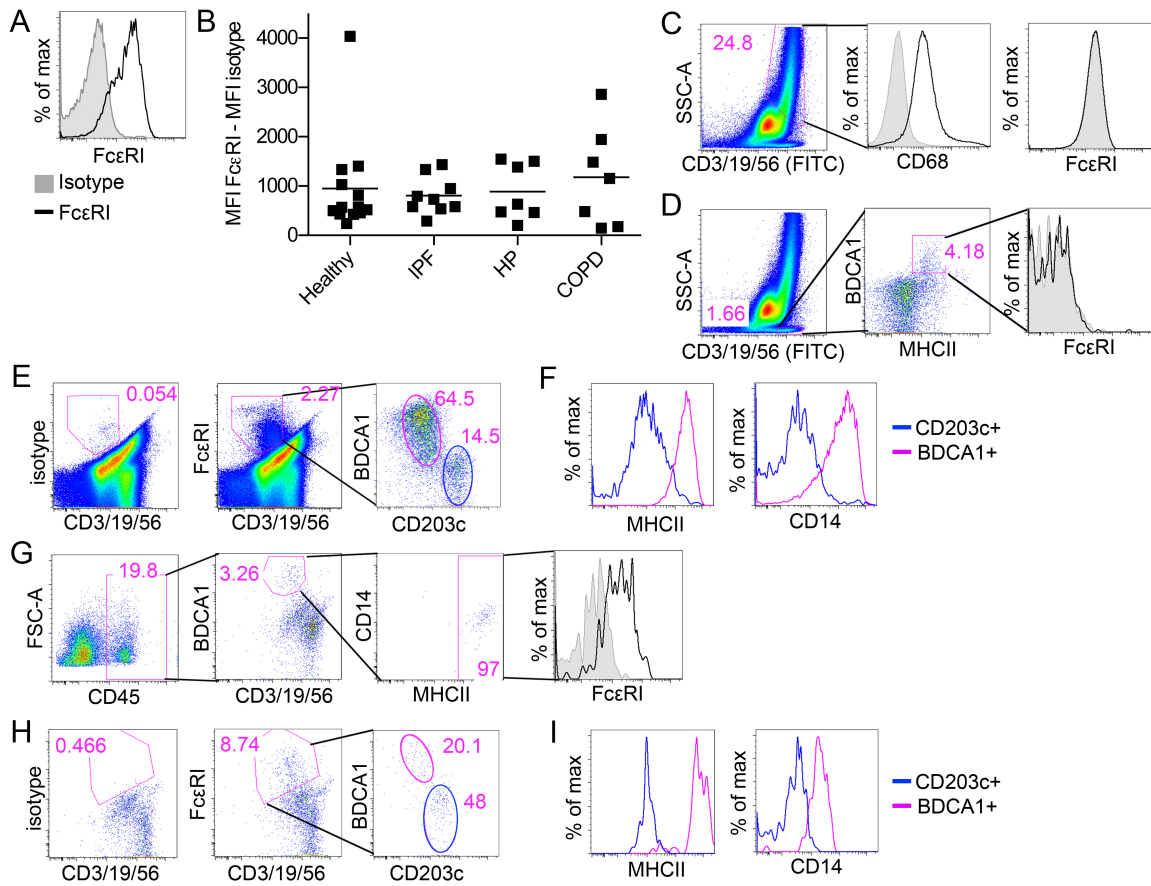 A
% of max
FcεRI
Isotype
FcεRI
B
MFI FcεRI - MFI isotype
4000
3000
2000
1000
0
Healthy
IPF
HP
COPD
C
24.8
SSC-A
CD3/19/56 (FITC)
% of max
CD68
% of max
FcεRI
D
1.66
SSC-A
CD3/19/56 (FITC)
BDCA1
4.18
MHCII
% of max
FcεRI
E
0.054
isotype
CD3/19/56
2.27
FcεRI
CD3/19/56
64.5
14.5
BDCA1
CD203c
F
% of max
MHCII
% of max
CD14
CD203c+
BDCA1+
G
19.8
FSC-A
CD45
3.26
BDCA1
CD3/19/56
CD14
97
MHCII
% of max
FcεRI
H
0.466
isotype
CD3/19/56
8.74
FcεRI
CD3/19/56
20.1
48
BDCA1
CD203c
I
% of max
MHCII
% of max
CD14
CD203c+
BDCA1+